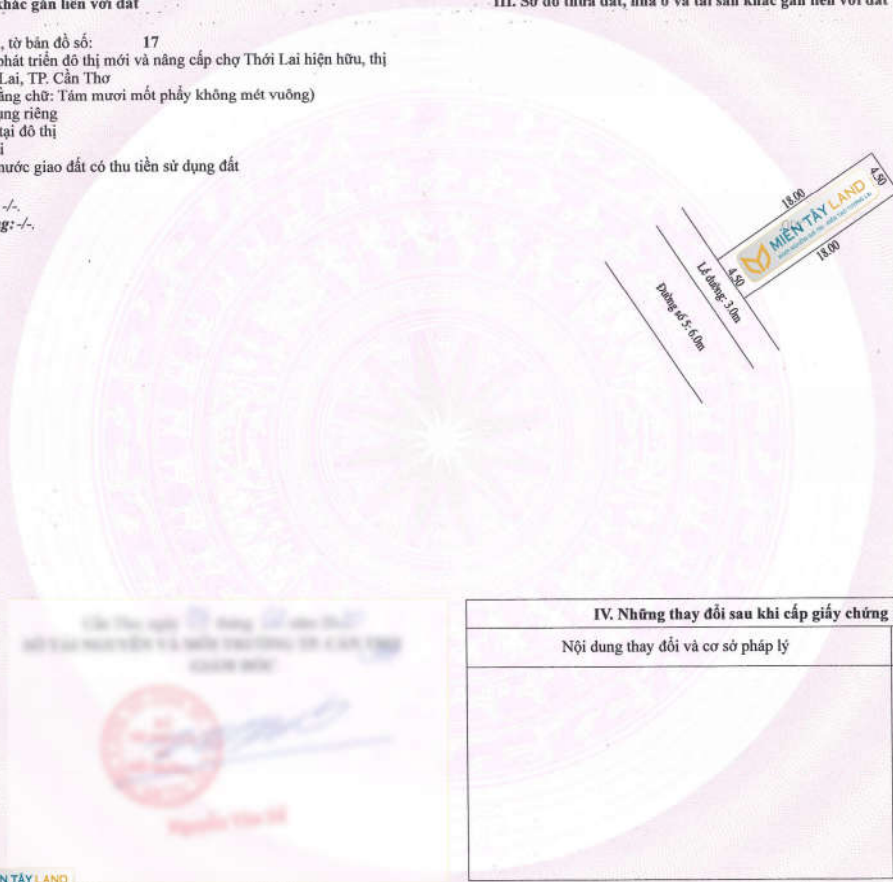 khác gắn liền với đất
III. Sơ đồ thửa đất, nhà ở và tài sản khác gắn liền với đất
, tờ bản đồ số: 17
phát triển đô thị mới và nâng cấp chợ Thới Lai hiện hữu, thị
Lai, TP. Cần Thơ
ằng chữ: Tám mươi mốt phẩy không mét vuông)
ụng riêng
tại đô thị
i
nước giao đất có thu tiền sử dụng đất
-/-.
g: -/-.
18.00
4.50
MIỀN TÂY LAND
18.00
4.50
Lề đường: 3.0m
Đường số 5: 6.0m
IV. Những thay đổi sau khi cấp giấy chứng
Nội dung thay đổi và cơ sở pháp lý
N TÂY LAND